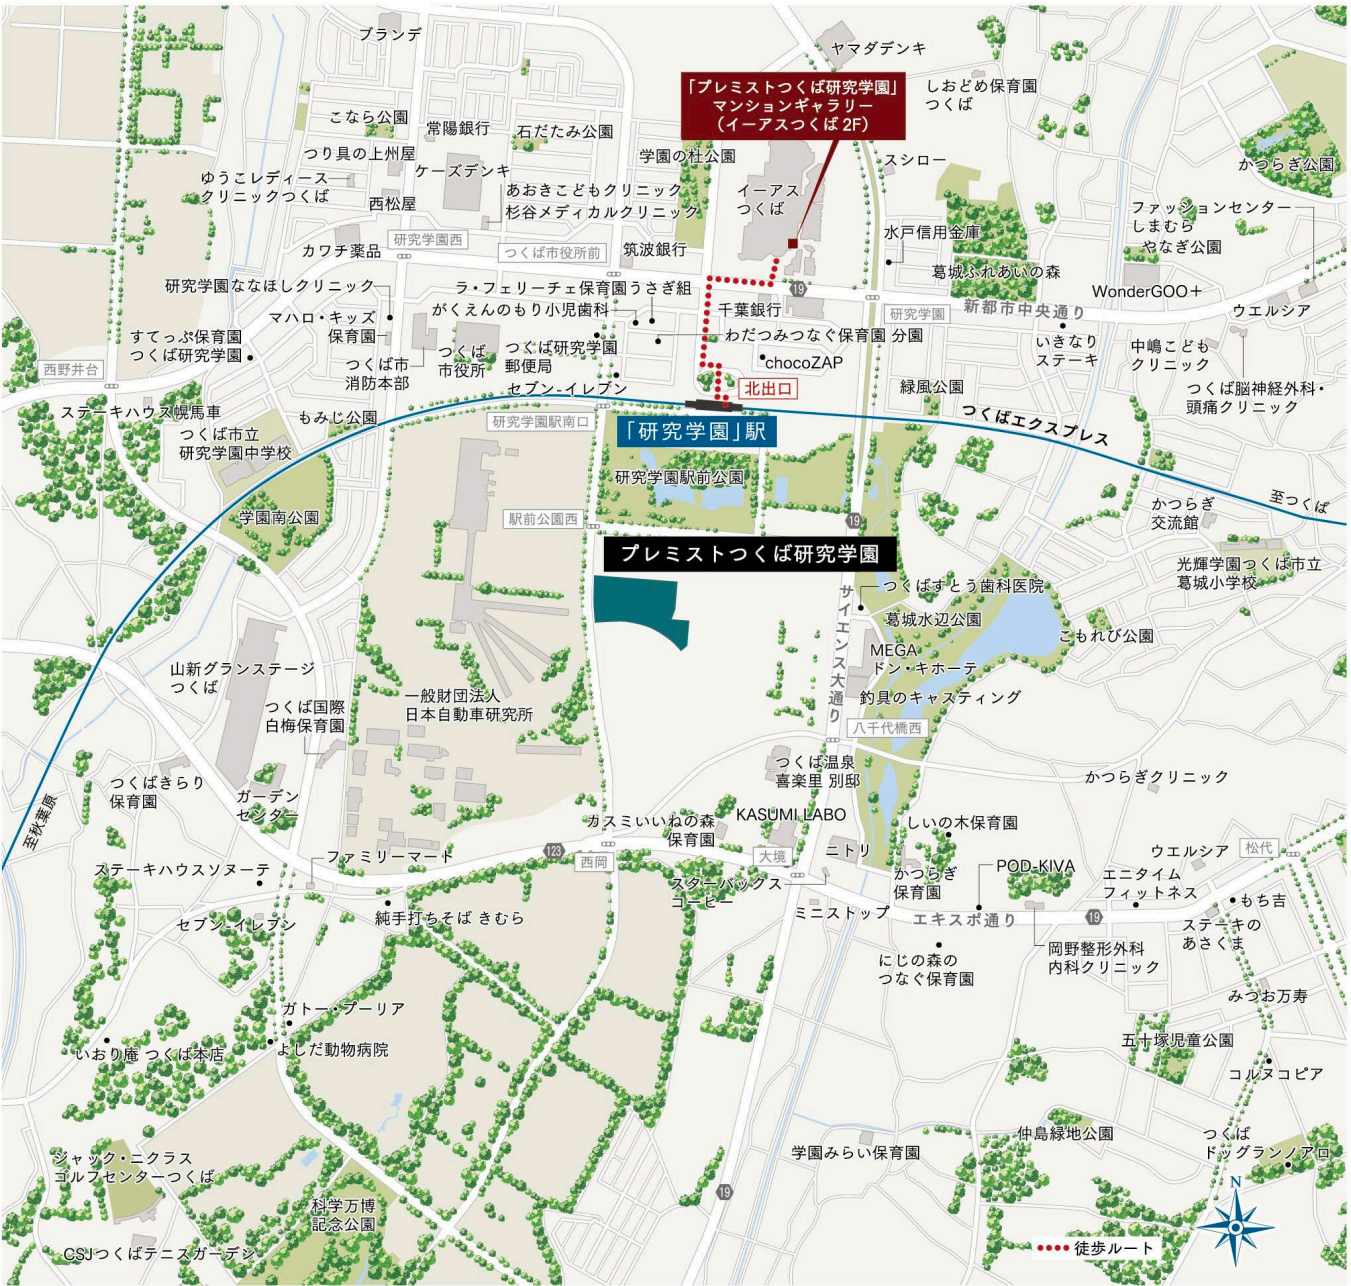 ブランデ
ヤマダデンキ
「プレミストつくば研究学園」
マンションギャラリー
（イーアスつくば2F）
しおどめ保育園
つくば
こなら公園
常陽銀行
石だたみ公園
つり具の上州屋
ケーズデンキ
学園の杜公園
スシロー
かつらぎ公園
ゆうこレディース
クリニックつくば
西松屋
あおきこどもクリニック
杉谷メディカルクリニック
イーアス
つくば
ファッションセンター
しまむら
やなぎ公園
カワチ薬品
研究学園西
つくば市役所前
筑波銀行
水戸信用金庫
葛城ふれあいの森
研究学園ななほしクリニック
ラ・フェリーチェ保育園うさぎ組
19
WonderGOO＋
マハロ・キッズ
保育園
がくえんのもり小児歯科
千葉銀行
研究学園
新都市中央通り
ウエルシア
すてっぷ保育園
つくば研究学園
つくば市
消防本部
つくば
市役所
つくば研究学園
郵便局
わだつみつなぐ保育園 分園
いきなり
ステーキ
中嶋こども
クリニック
西野井台
セブン-イレブン
chocoZAP
北出口
緑風公園
つくば脳神経外科・
頭痛クリニック
ステーキハウス幌馬車
もみじ公園
研究学園駅南口
「研究学園」駅
つくばエクスプレス
つくば市立
研究学園中学校
研究学園駅前公園
至つくば
学園南公園
駅前公園西
19
かつらぎ
交流館
プレミストつくば研究学園
光輝学園つくば市立
葛城小学校
つくばすとう歯科医院
サイエンス大通り
葛城水辺公園
こもれび公園
MEGA
ドン・キホーテ
山新グランステージ
つくば
一般財団法人
日本自動車研究所
釣具のキャスティング
つくば国際
白梅保育園
八千代橋西
つくば温泉
喜楽里 別邸
つくばきらり
保育園
かつらぎクリニック
ガーデン
センター
至秋葉原
カスミいいねの森
保育園
KASUMI LABO
しいの木保育園
ファミリーマート
123
西岡
大境
ニトリ
ウエルシア
松代
ステーキハウスソヌーテ
スターバックス
コーヒー
かつらぎ
保育園
POD-KIVA
エニタイム
フィットネス
もち吉
セブン-イレブン
純手打ちそば きむら
ミニストップ
エキスポ通り
19
ステーキの
あさくま
にじの森の
つなぐ保育園
岡野整形外科
内科クリニック
みつお万寿
ガトー・プーリア
いおり庵 つくば本店
よしだ動物病院
五十塚児童公園
コルヌコピア
ジャック・ニクラス
ゴルフセンターつくば
学園みらい保育園
仲島緑地公園
つくば
ドッグランノアロ
科学万博
記念公園
19
N
CSJつくばテニスガーデン
徒歩ルート